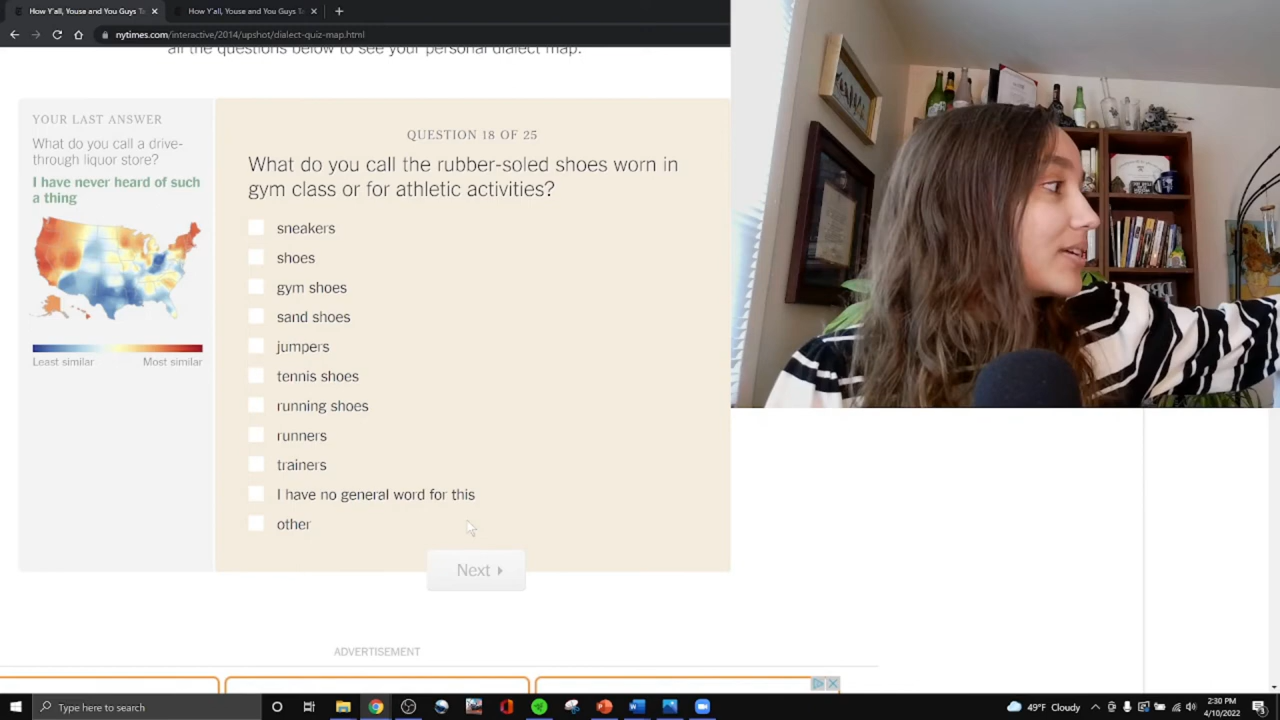 How Y'all, Youse and You Guys T
How Y'all, Youse and You Guys T
nytimes.com/interactive/2014/upshot/dialect-quiz-map.html
all the questions below to see your personal dialect map.
YOUR LAST ANSWER
What do you call a drive-
through liquor store?
I have never heard of such
a thing
Least similar Most similar
QUESTION 18 OF 25
What do you call the rubber-soled shoes worn in
gym class or for athletic activities?
sneakers
shoes
gym shoes
sand shoes
jumpers
tennis shoes
running shoes
runners
trainers
I have no general word for this
other
Next
ADVERTISEMENT
Type here to search
49°F Cloudy
2:30 PM
4/10/2022